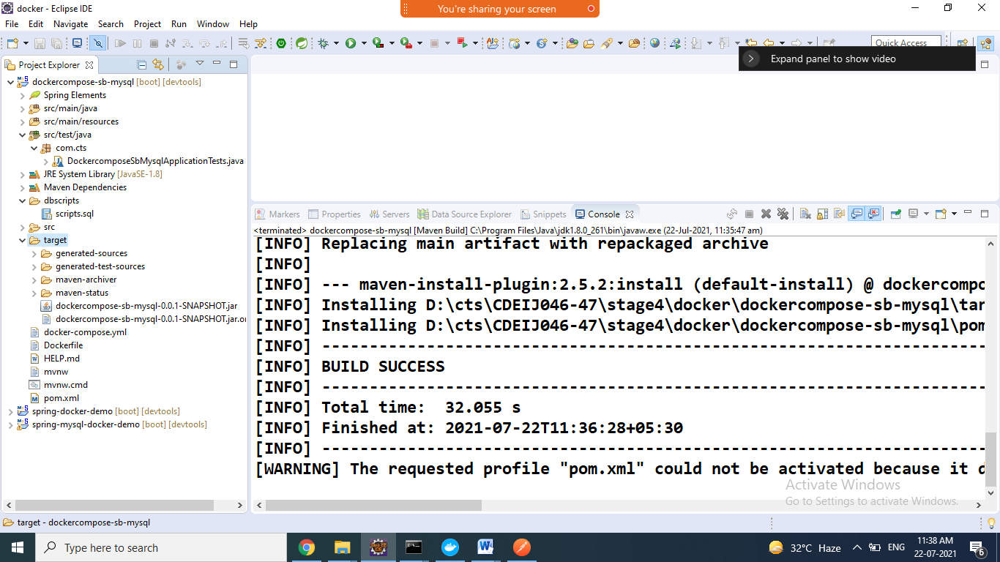 docker - Eclipse IDE
You're sharing your screen
File Edit Navigate Search Project Run Window Help
Quick Access
Expand panel to show video
Project Explorer
dockercompose-sb-mysql [boot] [devtools]
Spring Elements
src/main/java
src/main/resources
src/test/java
com.cts
DockercomposeSbMysqlApplicationTests.java
JRE System Library [JavaSE-1.8]
Maven Dependencies
dbscripts
scripts.sql
src
target
generated-sources
generated-test-sources
maven-archiver
maven-status
dockercompose-sb-mysql-0.0.1-SNAPSHOT.jar
dockercompose-sb-mysql-0.0.1-SNAPSHOT.jar.or
docker-compose.yml
Dockerfile
HELP.md
mvnw
mvnw.cmd
pom.xml
spring-docker-demo [boot] [devtools]
spring-mysql-docker-demo [boot] [devtools]
Markers Properties Servers Data Source Explorer Snippets Console
<terminated> dockercompose-sb-mysql [Maven Build] C:\Program Files\Java\jdk1.8.0_261\bin\javaw.exe (22-Jul-2021, 11:35:47 am)
[INFO] Replacing main artifact with repackaged archive
[INFO]
[INFO] --- maven-install-plugin:2.5.2:install (default-install) @ dockercompo
[INFO] Installing D:\cts\CDEIJ046-47\stage4\docker\dockercompose-sb-mysql\tar
[INFO] Installing D:\cts\CDEIJ046-47\stage4\docker\dockercompose-sb-mysql\pom
[INFO] ----------------------------------------------------------------------
[INFO] BUILD SUCCESS
[INFO] ----------------------------------------------------------------------
[INFO] Total time:  32.055 s
[INFO] Finished at: 2021-07-22T11:36:28+05:30
[INFO] ----------------------------------------------------------------------
[WARNING] The requested profile "pom.xml" could not be activated because it d
Activate Windows
Go to Settings to activate Windows.
target - dockercompose-sb-mysql
Type here to search
32°C Haze
ENG
11:38 AM
22-07-2021
6